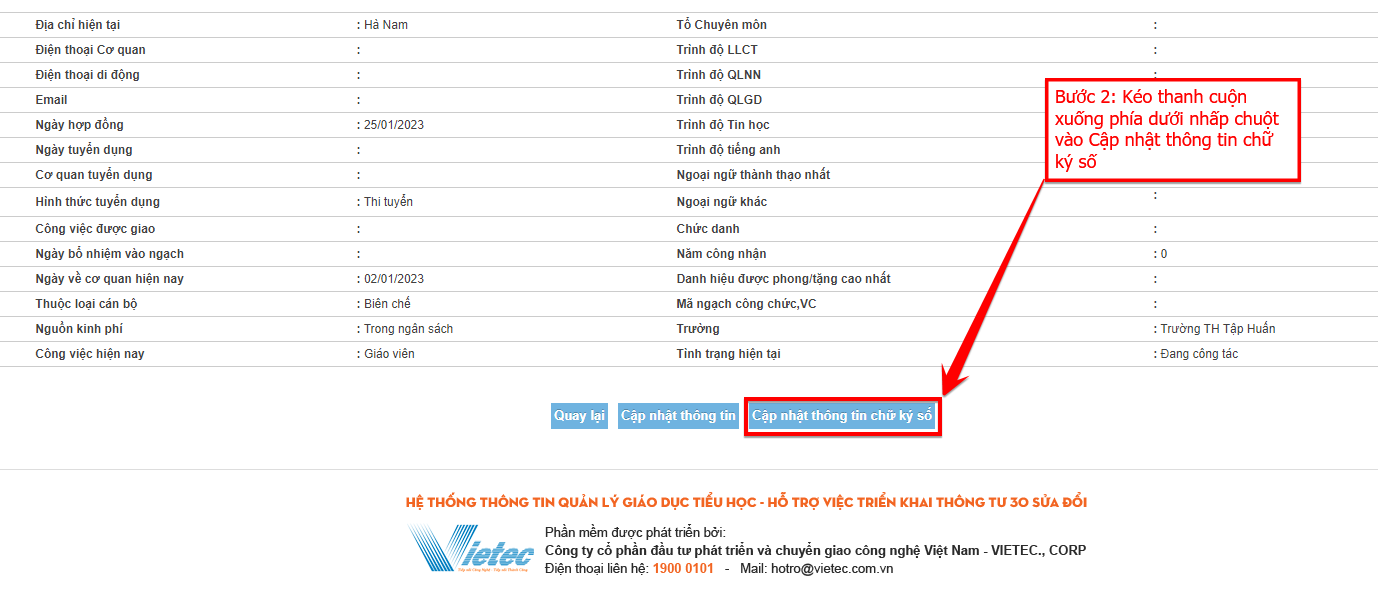 Địa chỉ hiện tại : Hà Nam Tổ Chuyên môn :
Điện thoại Cơ quan : Trình độ LLCT :
Điện thoại di động : Trình độ QLNN :
Email : Trình độ QLGD
Ngày hợp đồng : 25/01/2023 Trình độ Tin học
Ngày tuyển dụng : Trình độ tiếng anh
Cơ quan tuyển dụng : Ngoại ngữ thành thạo nhất
Hình thức tuyển dụng : Thi tuyển Ngoại ngữ khác :
Công việc được giao : Chức danh :
Ngày bổ nhiệm vào ngạch : Năm công nhận : 0
Ngày về cơ quan hiện nay : 02/01/2023 Danh hiệu được phong/tặng cao nhất :
Thuộc loại cán bộ : Biên chế Mã ngạch công chức,VC :
Nguồn kinh phí : Trong ngân sách Trường : Trường TH Tập Huấn
Công việc hiện nay : Giáo viên Tình trạng hiện tại : Đang công tác
Bước 2: Kéo thanh cuộn
xuống phía dưới nhấp chuột
vào Cập nhật thông tin chữ
ký số
Quay lại Cập nhật thông tin Cập nhật thông tin chữ ký số
HỆ THỐNG THÔNG TIN QUẢN LÝ GIÁO DỤC TIỂU HỌC - HỖ TRỢ VIỆC TRIỂN KHAI THÔNG TƯ 30 SỬA ĐỔI
Vietec
Phần mềm được phát triển bởi:
Công ty cổ phần đầu tư phát triển và chuyển giao công nghệ Việt Nam - VIETEC., CORP
Điện thoại liên hệ: 1900 0101 - Mail: hotro@vietec.com.vn